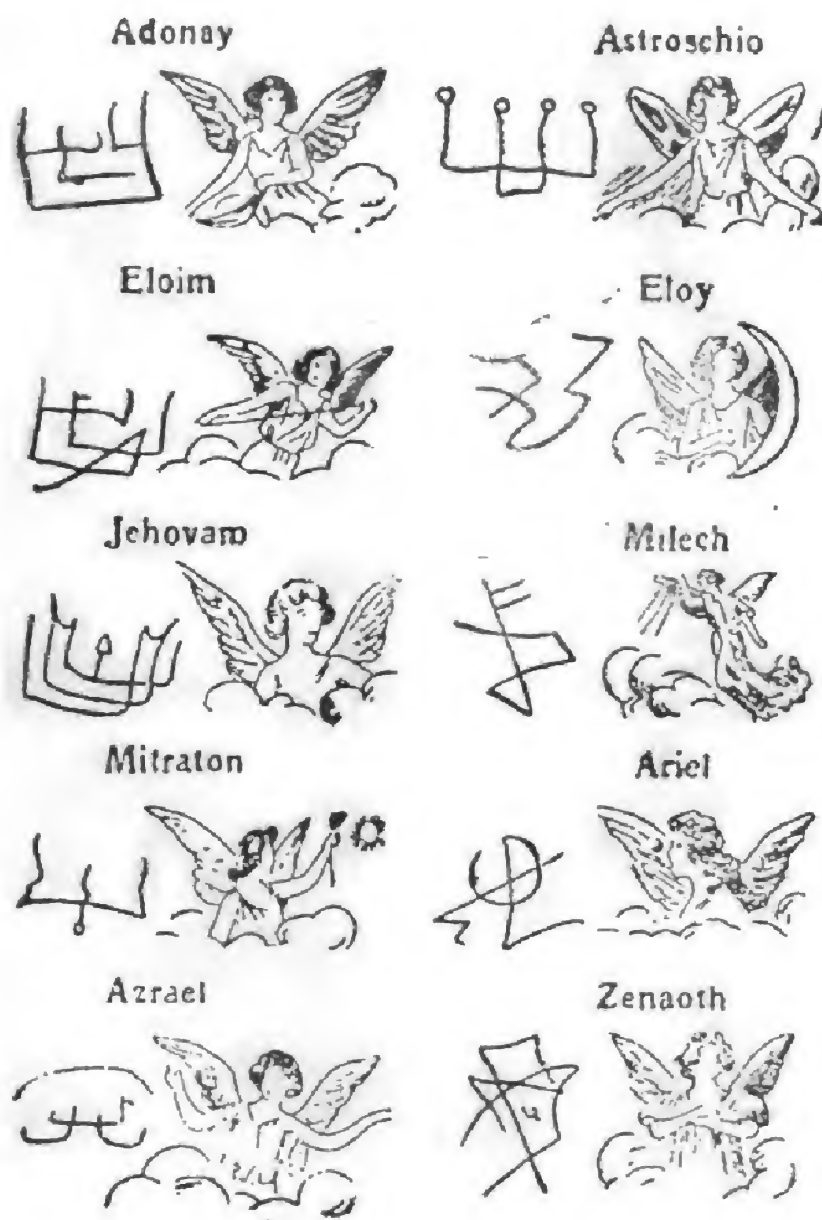 Adonay
Astroschio
Eloim
Eloy
Jehovam
Milech
Mitraton
Ariel
Azrael
Zenaoth